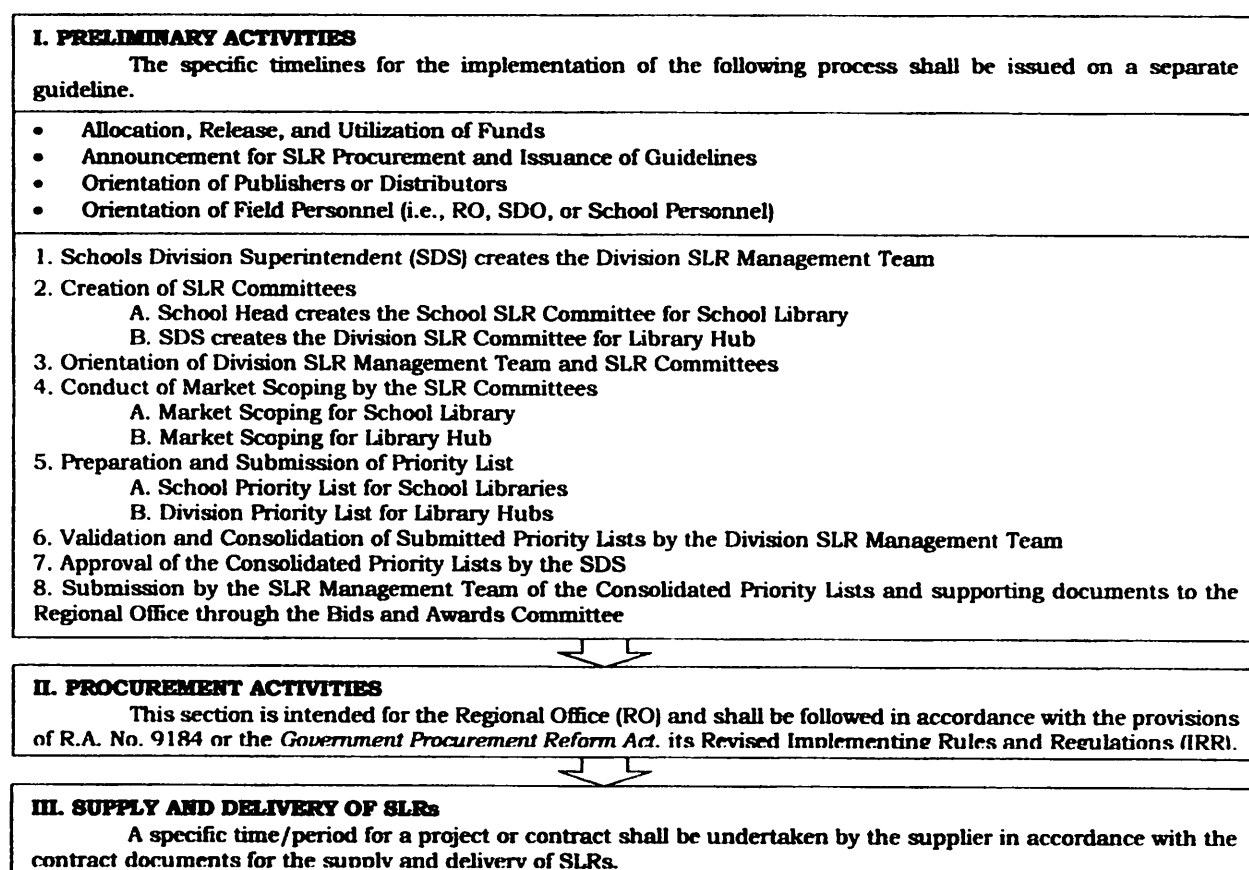 I. PRELIMINARY ACTIVITIES
The specific timelines for the implementation of the following process shall be issued on a separate
guideline.
• Allocation, Release, and Utilization of Funds
• Announcement for SLR Procurement and Issuance of Guidelines
• Orientation of Publishers or Distributors
• Orientation of Field Personnel (i.e., RO, SDO, or School Personnel)
1. Schools Division Superintendent (SDS) creates the Division SLR Management Team
2. Creation of SLR Committees
A. School Head creates the School SLR Committee for School Library
B. SDS creates the Division SLR Committee for Library Hub
3. Orientation of Division SLR Management Team and SLR Committees
4. Conduct of Market Scoping by the SLR Committees
A. Market Scoping for School Library
B. Market Scoping for Library Hub
5. Preparation and Submission of Priority List
A. School Priority List for School Libraries
B. Division Priority List for Library Hubs
6. Validation and Consolidation of Submitted Priority Lists by the Division SLR Management Team
7. Approval of the Consolidated Priority Lists by the SDS
8. Submission by the SLR Management Team of the Consolidated Priority Lists and supporting documents to the
Regional Office through the Bids and Awards Committee
II. PROCUREMENT ACTIVITIES
This section is intended for the Regional Office (RO) and shall be followed in accordance with the provisions
of R.A. No. 9184 or the Government Procurement Reform Act. its Revised Implementing Rules and Regulations (IRR).
III. SUPPLY AND DELIVERY OF SLRs
A specific time/period for a project or contract shall be undertaken by the supplier in accordance with the
contract documents for the supply and delivery of SLRs.